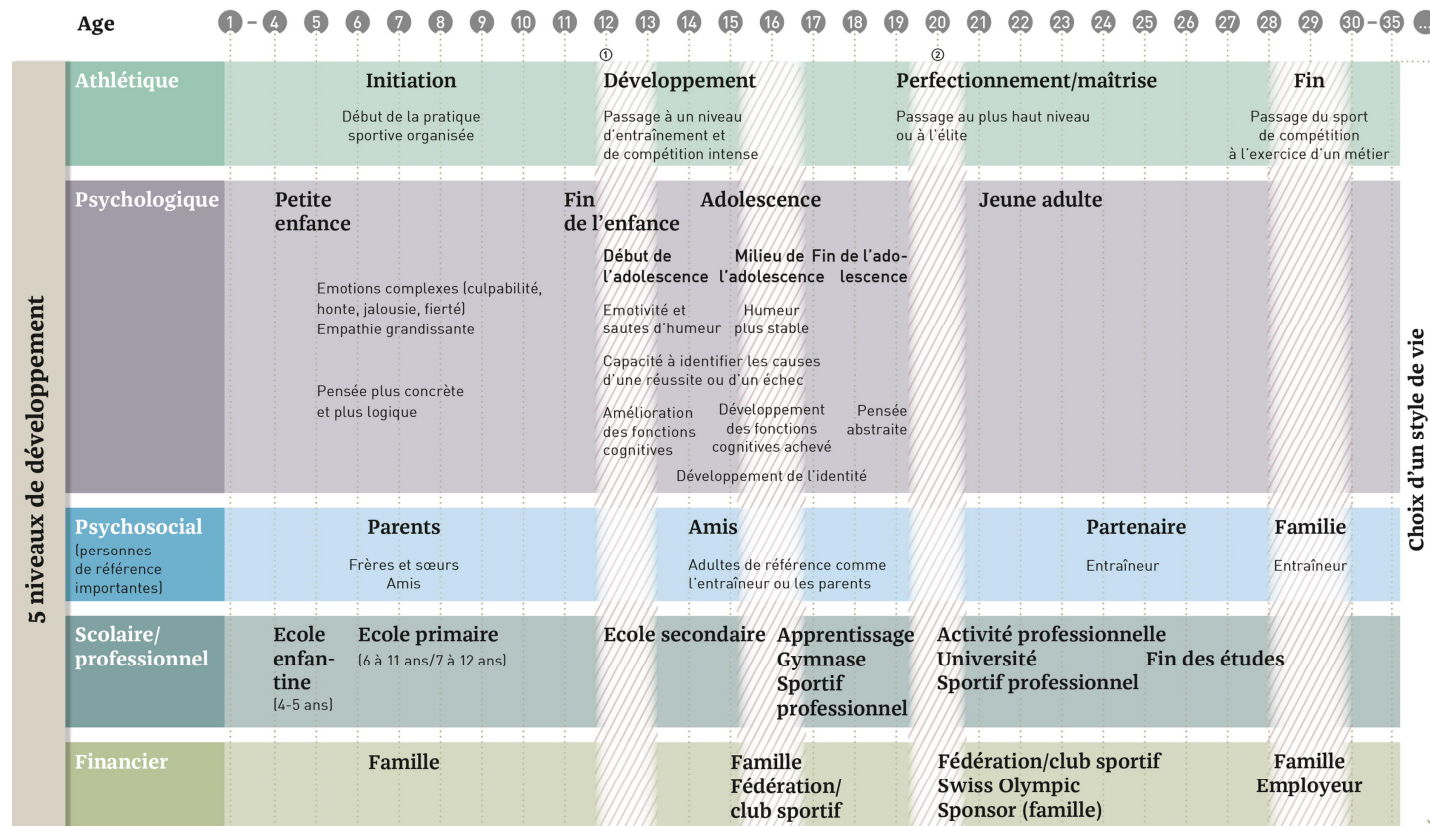 Age
1 – 4 5 6 7 8 9 10 11 12 13 14 15 16 17 18 19 20 21 22 23 24 25 26 27 28 29 30 – 35 ...
① ②
5 niveaux de développement
Choix d'un style de vie
Athlétique
Initiation
Début de la pratique
sportive organisée
Développement
Passage à un niveau
d'entraînement et
de compétition intense
Perfectionnement/maîtrise
Passage au plus haut niveau
ou à l'élite
Fin
Passage du sport
de compétition
à l'exercice d'un métier
Psychologique
Petite
enfance
Emotions complexes (culpabilité,
honte, jalousie, fierté)
Empathie grandissante
Pensée plus concrète
et plus logique
Fin
de l'enfance
Adolescence
Début de
l'adolescence
Milieu de
l'adolescence
Fin de l'ado-
lescence
Emotivité et
sautes d'humeur
Humeur
plus stable
Capacité à identifier les causes
d'une réussite ou d'un échec
Amélioration
des fonctions
cognitives
Développement
des fonctions
cognitives achevé
Pensée
abstraite
Développement de l'identité
Jeune adulte
Psychosocial
(personnes
de référence
importantes)
Parents
Frères et sœurs
Amis
Amis
Adultes de référence comme
l'entraîneur ou les parents
Partenaire
Entraîneur
Familie
Entraîneur
Scolaire/
professionnel
Ecole
enfan-
tine
(4-5 ans)
Ecole primaire
(6 à 11 ans/7 à 12 ans)
Ecole secondaire
Apprentissage
Gymnase
Sportif
professionnel
Activité professionnelle
Université
Sportif professionnel
Fin des études
Financier
Famille
Famille
Fédération/
club sportif
Fédération/club sportif
Swiss Olympic
Sponsor (famille)
Famille
Employeur